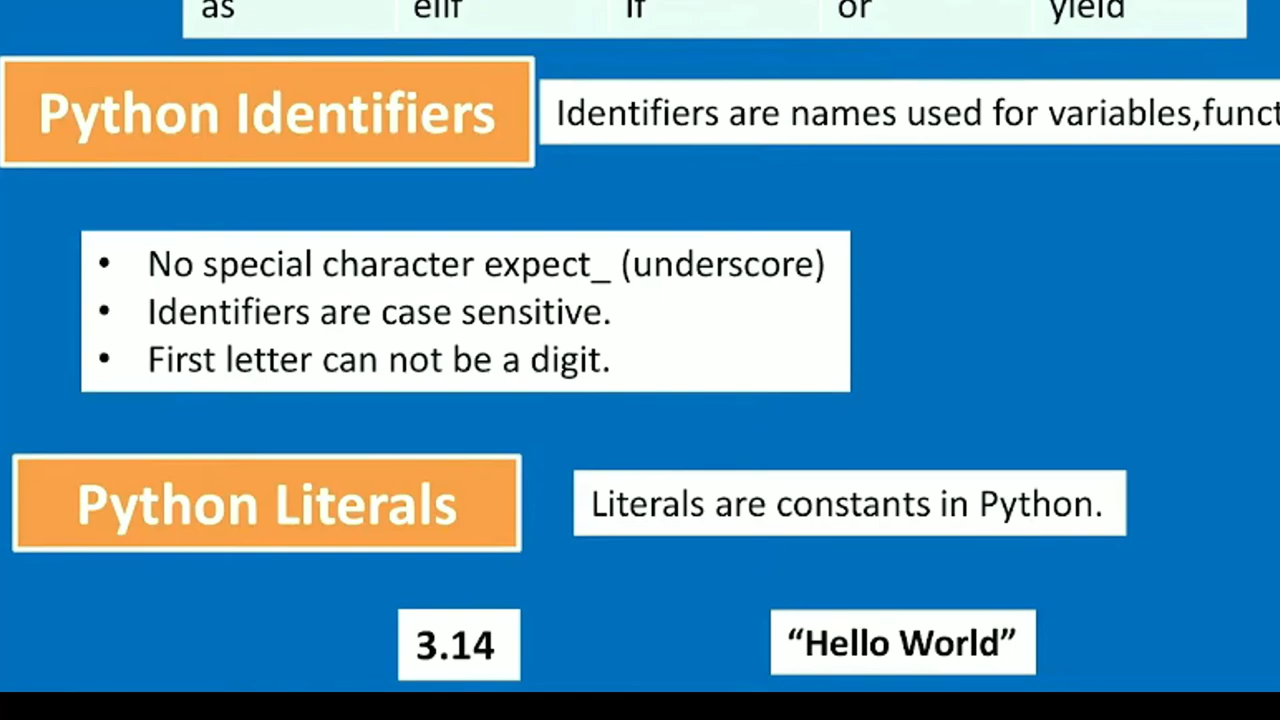 as elif if or yield
Python Identifiers
Identifiers are names used for variables,funct
• No special character expect_ (underscore)
• Identifiers are case sensitive.
• First letter can not be a digit.
Python Literals
Literals are constants in Python.
3.14
“Hello World”